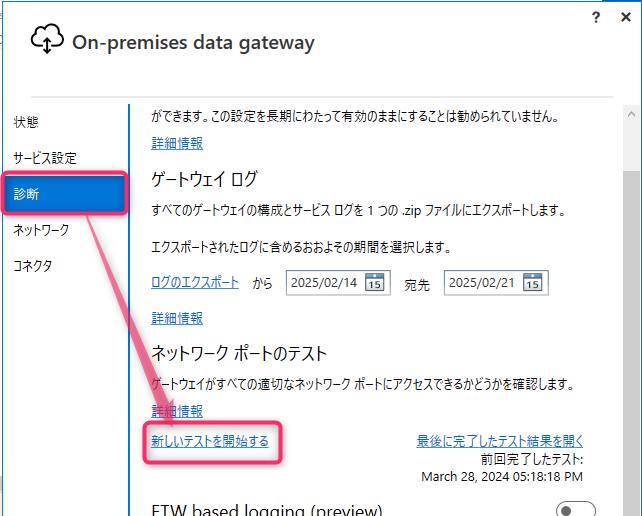 ? ×
On-premises data gateway
状態
サービス設定
診断
ネットワーク
コネクタ
ができます。この設定を長期にわたって有効のままにすることは勧められていません。
詳細情報
ゲートウェイ ログ
すべてのゲートウェイの構成とサービス ログを 1 つの .zip ファイルにエクスポートします。
エクスポートされたログに含めるおおよその期間を選択します。
ログのエクスポート から 2025/02/14 15 宛先 2025/02/21 15
詳細情報
ネットワーク ポートのテスト
ゲートウェイがすべての適切なネットワーク ポートにアクセスできるかどうかを確認します。
詳細情報
新しいテストを開始する
最後に完了したテスト結果を開く
前回完了したテスト:
March 28, 2024 05:18:18 PM
ETW based logging (preview)